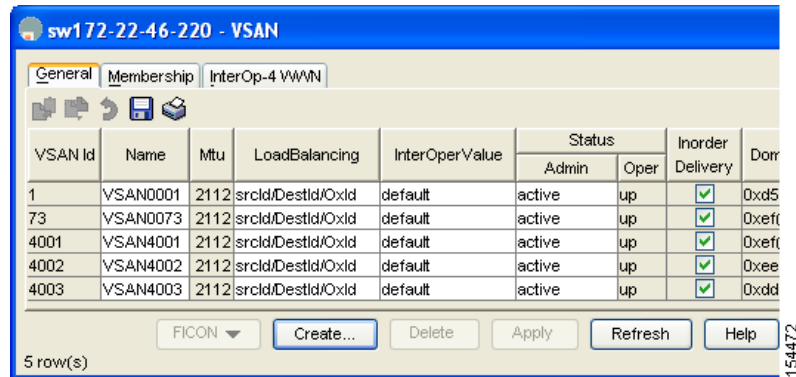 sw172-22-46-220 - VSAN
General Membership InterOp-4 WWN
VSAN Id Name Mtu LoadBalancing InterOperValue Status Admin Oper Inorder Delivery Dom
1 VSAN0001 2112 srcId/DestId/OxId default active up 0xd5
73 VSAN0073 2112 srcId/DestId/OxId default active up 0xef(
4001 VSAN4001 2112 srcId/DestId/OxId default active up 0xef(
4002 VSAN4002 2112 srcId/DestId/OxId default active up 0xee
4003 VSAN4003 2112 srcId/DestId/OxId default active up 0xdd
FICON Create... Delete Apply Refresh Help
5 row(s)
154472